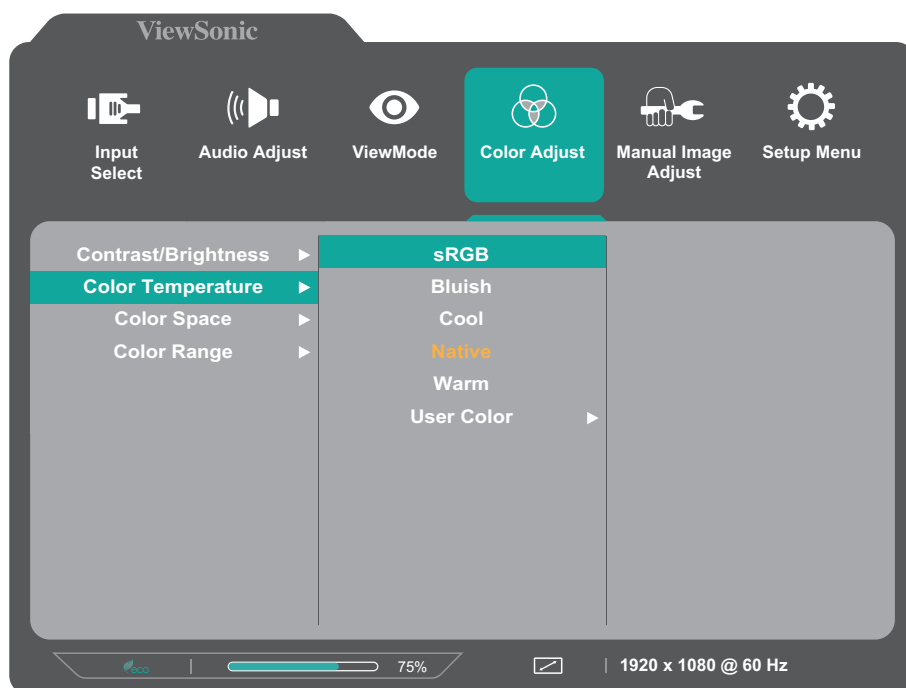 ViewSonic
Input
Select
Audio Adjust
ViewMode
Color Adjust
Manual Image
Adjust
Setup Menu
Contrast/Brightness
Color Temperature
Color Space
Color Range
sRGB
Bluish
Cool
Native
Warm
User Color
eco
75%
1920 x 1080 @ 60 Hz